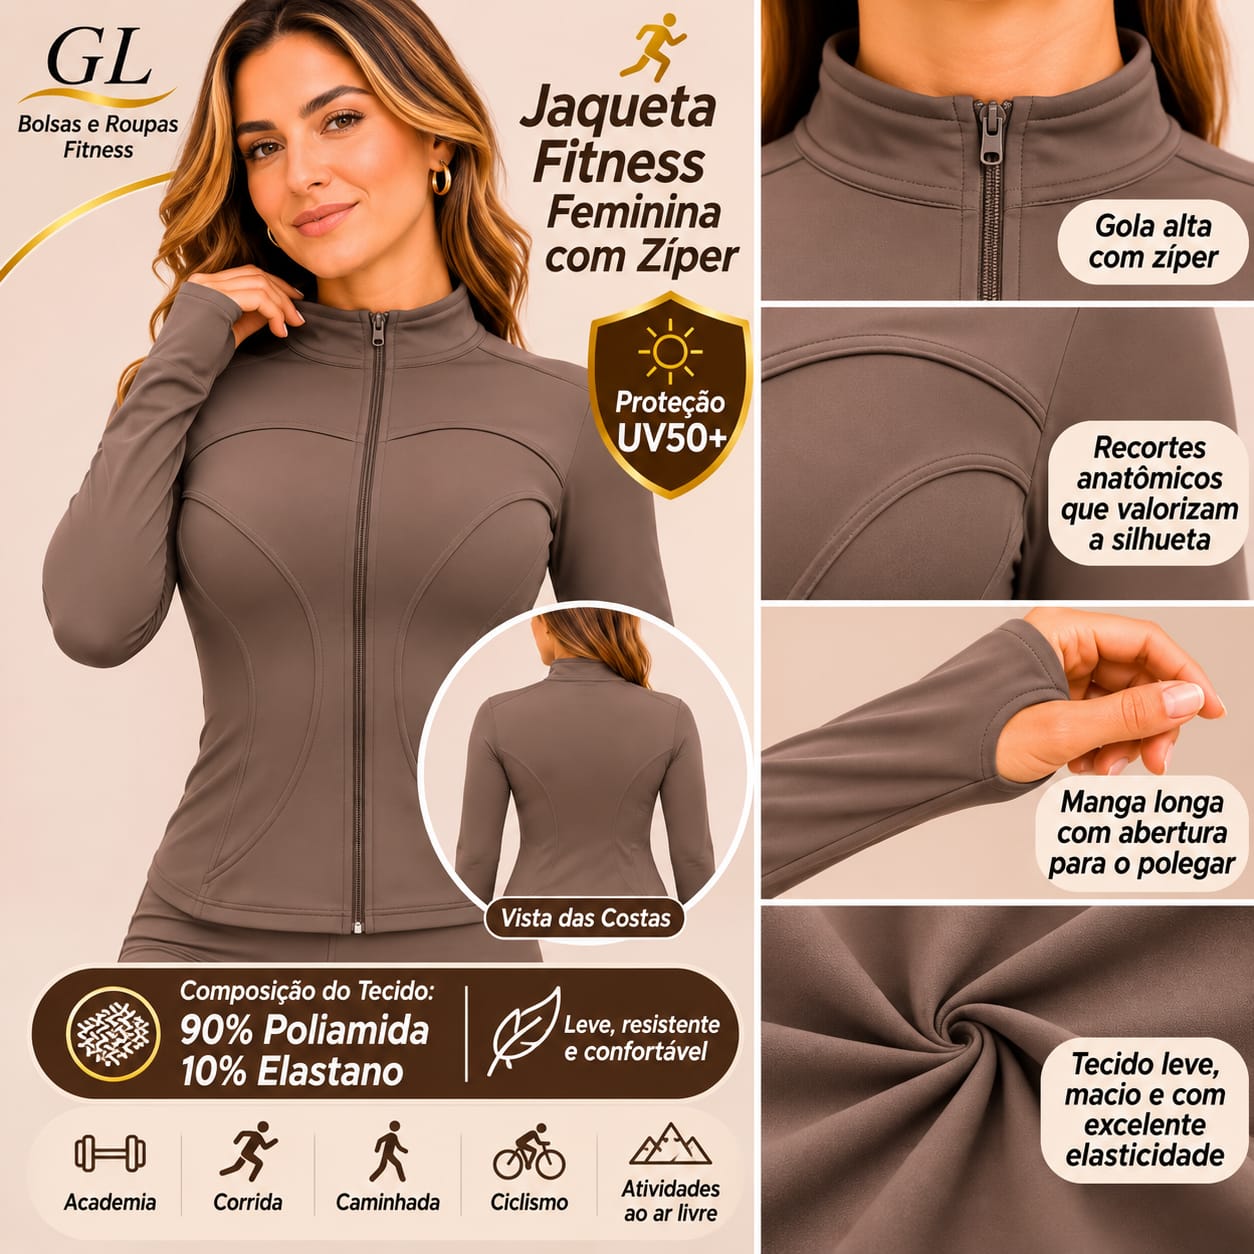 GL
Bolsas e Roupas
Fitness
Jaqueta
Fitness
Feminina
com Zíper
Proteção
UV50+
Vista das Costas
Composição do Tecido:
90% Poliamida
10% Elastano
Leve, resistente
e confortável
Academia
Corrida
Caminhada
Ciclismo
Atividades
ao ar livre
Gola alta
com zíper
Recortes
anatômicos
que valorizam
a silhueta
Manga longa
com abertura
para o polegar
Tecido leve,
macio e com
excelente
elasticidade